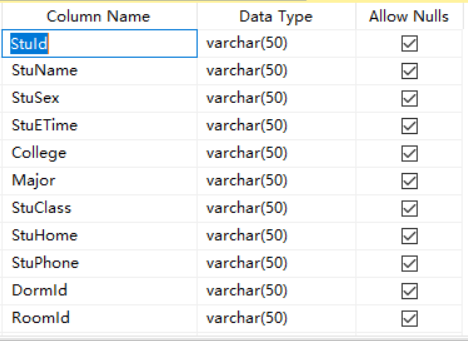 Column Name Data Type Allow Nulls
StuId varchar(50)
StuName varchar(50)
StuSex varchar(50)
StuETime varchar(50)
College varchar(50)
Major varchar(50)
StuClass varchar(50)
StuHome varchar(50)
StuPhone varchar(50)
DormId varchar(50)
RoomId varchar(50)